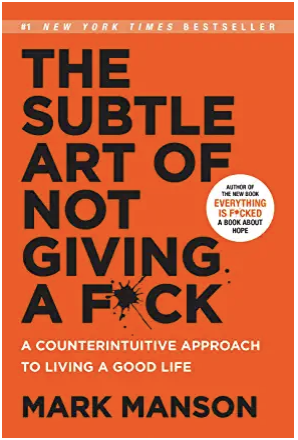 #1 NEW YORK TIMES BESTSELLER
THE
SUBTLE
ART OF
NOT
GIVING
A F*CK
AUTHOR OF
THE NEW BOOK
EVERYTHING
IS F*CKED
A BOOK ABOUT
HOPE
A COUNTERINTUITIVE APPROACH
TO LIVING A GOOD LIFE
MARK MANSON